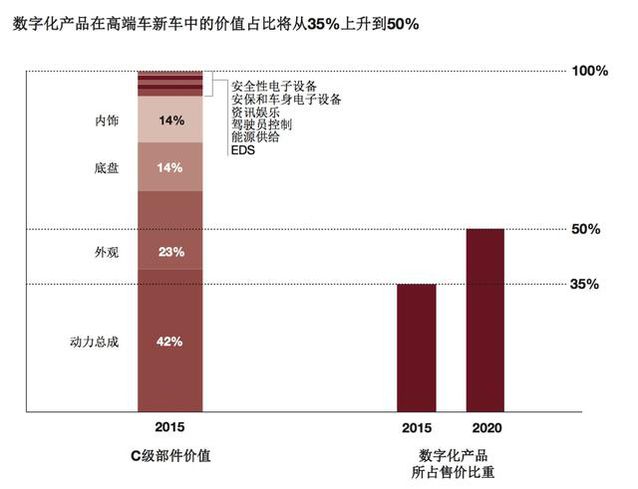 数字化产品在高端车新车中的价值占比将从35%上升到50%
100%
安全性电子设备
安保和车身电子设备
资讯娱乐
驾驶员控制
能源供给
EDS
内饰
14%
底盘
14%
50%
外观
23%
35%
动力总成
42%
2015
2015
2020
C级部件价值
数字化产品
所占售价比重